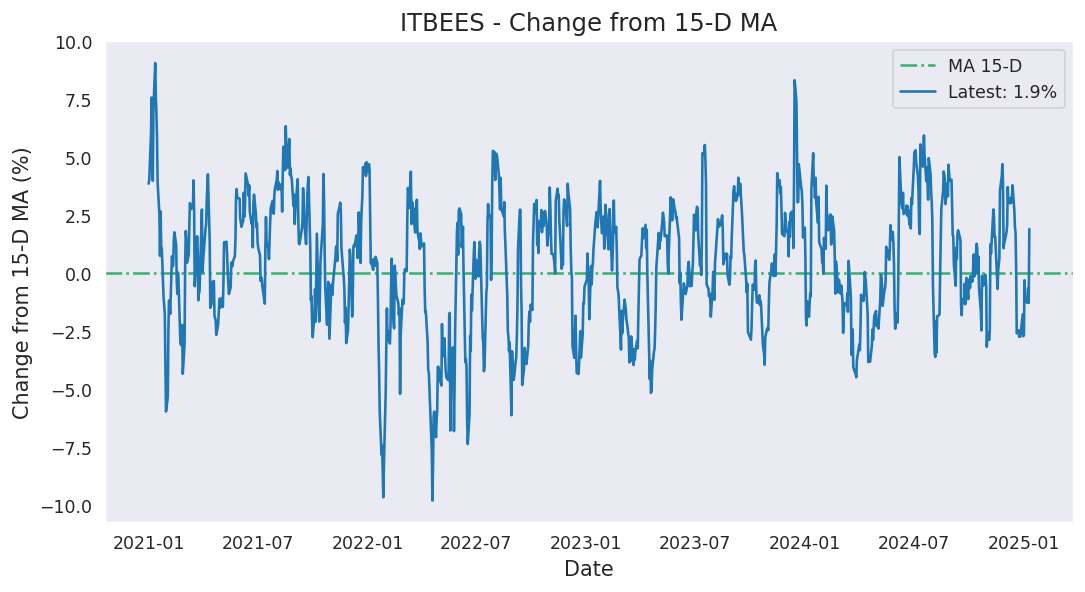 ITBEES - Change from 15-D MA
10.0
7.5
5.0
2.5
0.0
−2.5
−5.0
−7.5
−10.0
Change from 15-D MA (%)
MA 15-D
Latest: 1.9%
2021-01 2021-07 2022-01 2022-07 2023-01 2023-07 2024-01 2024-07 2025-01
Date